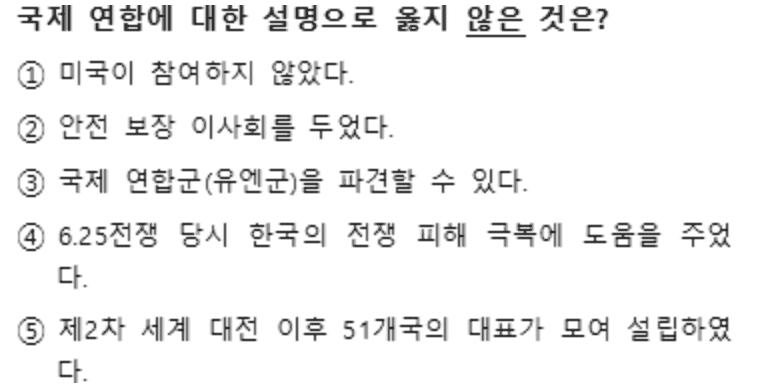 국제 연합에 대한 설명으로 옳지 않은 것은?
① 미국이 참여하지 않았다.
② 안전 보장 이사회를 두었다.
③ 국제 연합군(유엔군)을 파견할 수 있다.
④ 6.25전쟁 당시 한국의 전쟁 피해 극복에 도움을 주었
다.
⑤ 제2차 세계 대전 이후 51개국의 대표가 모여 설립하였
다.